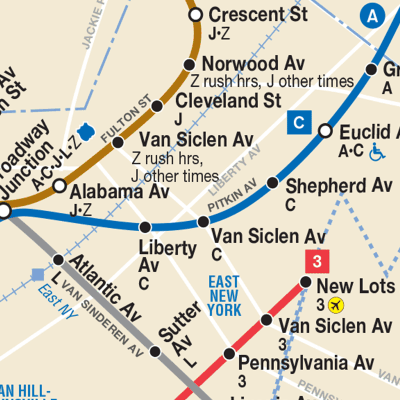 Crescent St
J•Z
A
JACKIE
Norwood Av
Z rush hrs, J other times
A
Cleveland St
J
FULTON ST
C
Van Siclen Av
Z rush hrs,
J other times
Euclid
A•C
Junction
A•C•J•L•Z
LIBERTY AV
Alabama Av
J•Z
PITKIN AV
Shepherd Av
C
Liberty
Av
C
Van Siclen Av
C
3
Atlantic Av
L
VAN SINDEREN AV
East NY
EAST
NEW
YORK
New Lots
3
Sutter
Av
L
Van Siclen Av
3
Pennsylvania Av
3
VAN